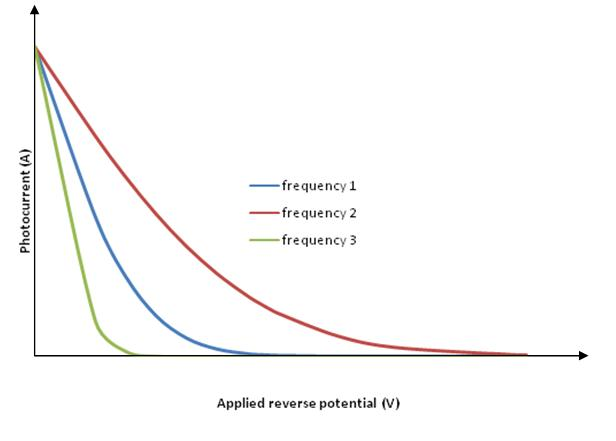 Photocurrent (A)
frequency 1
frequency 2
frequency 3
Applied reverse potential (V)